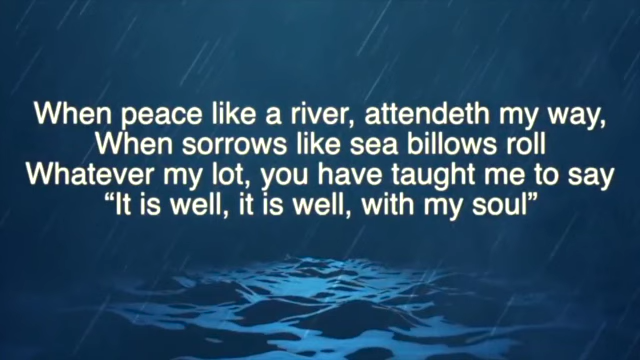 When peace like a river, attendeth my way,
When sorrows like sea billows roll
Whatever my lot, you have taught me to say
“It is well, it is well, with my soul”